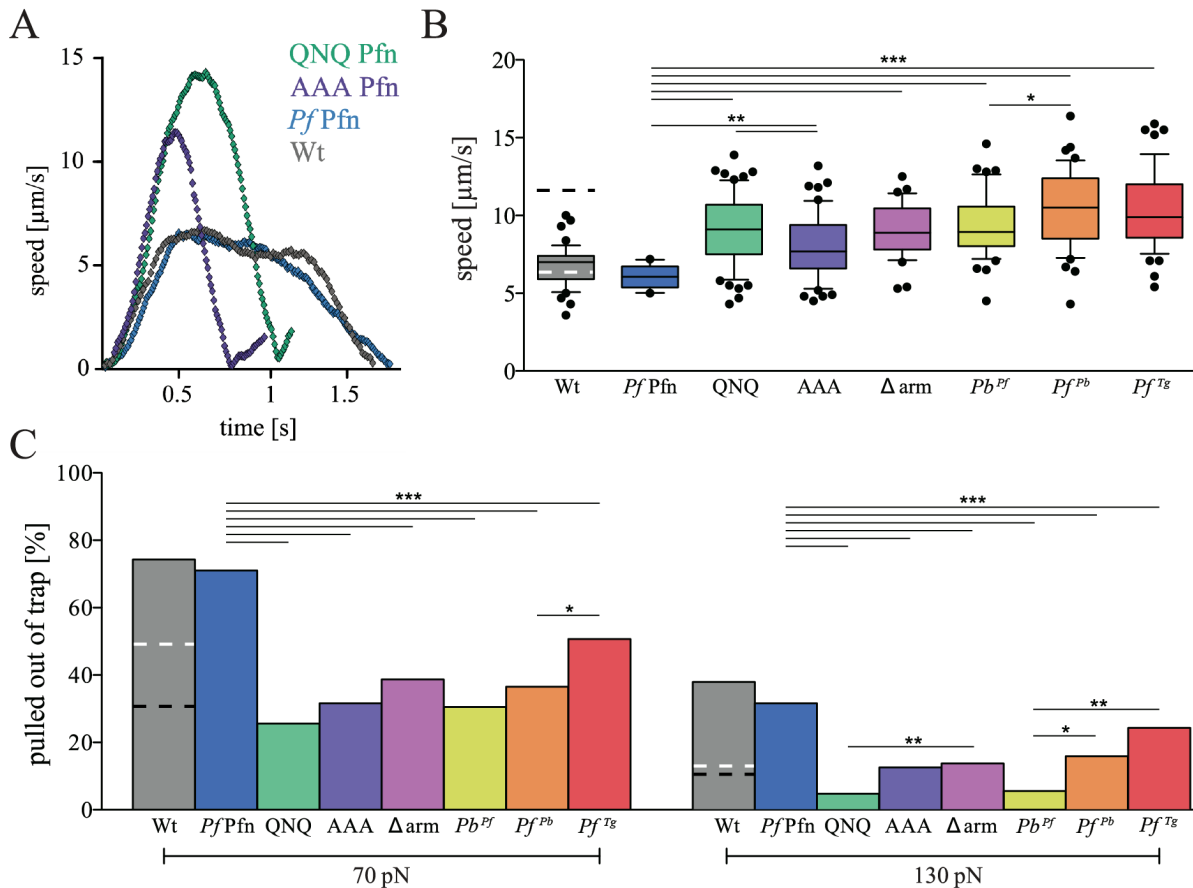 A
QNQ Pfn
AAA Pfn
Pf Pfn
Wt
15
10
5
0
speed [µm/s]
0.5
1
1.5
time [s]
B
20
15
10
5
0
speed [µm/s]
***
*
**
Wt
Pf Pfn
QNQ
AAA
Δ arm
Pb^Pf
Pf^Pb
Pf^Tg
C
100
80
60
40
20
0
pulled out of trap [%]
***
*
***
**
*
**
Wt Pf Pfn QNQ AAA Δ arm Pb^Pf Pf^Pb Pf^Tg
Wt Pf Pfn QNQ AAA Δ arm Pb^Pf Pf^Pb Pf^Tg
70 pN
130 pN